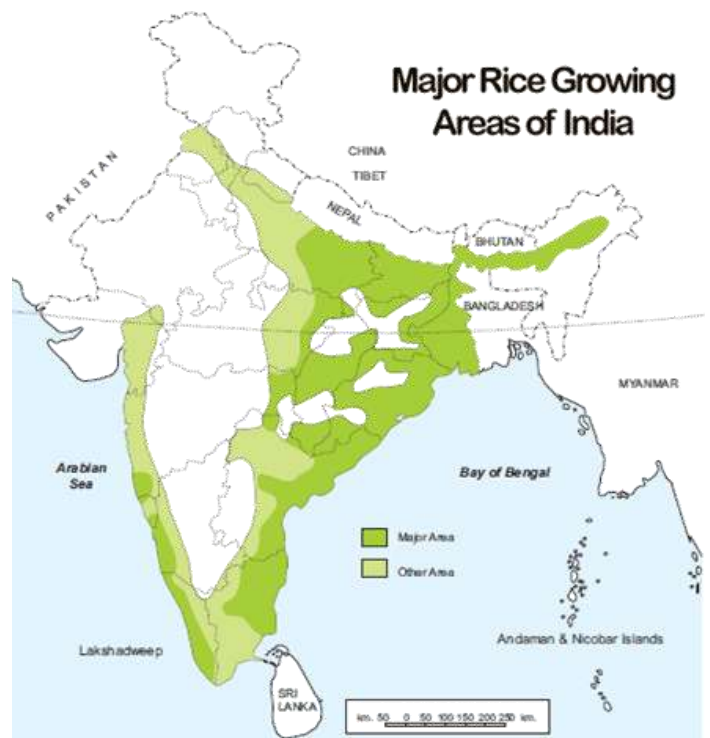 Major Rice Growing
Areas of India
CHINA
TIBET
PAKISTAN
NEPAL
BHUTAN
BANGLADESH
MYANMAR
Arabian
Sea
Bay of Bengal
Major Area
Other Area
Andaman & Nicobar Islands
Lakshadweep
SRI
LANKA
km. 50 0 50 100 150 200 250 km.